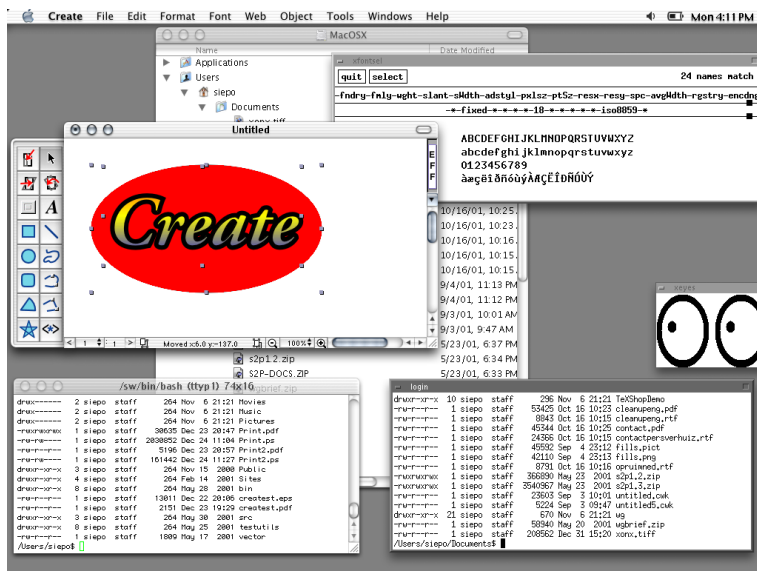 Create File Edit Format Font Web Object Tools Windows Help Mon 4:11 PM
MacOSX
Name Date Modified
Applications
Users
siepo
Documents
xonx.tiff
xfontsel
quit select 24 names match
-fndry-fmly-wght-slant-sWdth-adstyl-pxlsz-ptSz-resx-resy-spc-avgWdth-rgstry-encdng
-*-fixed-*-*-*-*-18-*-*-*-*-*-iso8859-*
ABCDEFGHIJKLMNOPQRSTUVWXYZ
abcdefghijklmnopqrstuvwxyz
0123456789
àæçëîðñóùýÀÆÇËÎÐÑÓÙÝ
Untitled
E
F
F
A
Create
1 : 1 Moved x:6.0 y:-137.0 100%
10/16/01, 10:25.
10/16/01, 10:23.
10/16/01, 10:16.
10/16/01, 10:15.
10/16/01, 10:15.
9/4/01, 11:13 PM
9/4/01, 11:12 PM
9/3/01, 10:01 AM
9/3/01, 9:47 AM
5/23/01, 6:37 PM
s2p1.2.zip 5/23/01, 6:34 PM
S2P-DOCS.ZIP 5/23/01, 6:33 PM
wgbrief.zip
xeyes
/sw/bin/bash (ttyp1) 74x16
drwx------ 2 siepo staff 264 Nov 6 21:21 Movies
drwx------ 2 siepo staff 264 Nov 6 21:21 Music
drwx------ 2 siepo staff 264 Nov 6 21:21 Pictures
-rwxrwxrwx 1 siepo staff 30635 Dec 23 20:47 Print.pdf
-rw-rw---- 1 siepo staff 2030852 Dec 24 11:04 Print.ps
-rw-r--r-- 1 siepo staff 5196 Dec 23 20:57 Print2.pdf
-rw-rw---- 1 siepo staff 161442 Dec 24 11:27 Print2.ps
drwxr-xr-x 3 siepo staff 264 Nov 15 2000 Public
drwxr-xr-x 4 siepo staff 264 Feb 14 2001 Sites
drwxr-xr-x 8 siepo staff 264 May 28 2001 bin
-rw-r--r-- 1 siepo staff 13011 Dec 22 20:06 createst.eps
-rw-r--r-- 1 siepo staff 2151 Dec 23 19:29 createst.pdf
drwxr-xr-x 3 siepo staff 264 May 30 2001 src
drwxr-xr-x 8 siepo staff 264 May 25 2001 testutils
-rw-r--r-- 1 siepo staff 1809 May 17 2001 vector
/Users/siepo$
login
drwxr-xr-x 10 siepo staff 296 Nov 6 21:21 TeXShopDemo
-rw-r--r-- 1 siepo staff 53425 Oct 16 10:23 cleanupeng.pdf
-rw-r--r-- 1 siepo staff 8843 Oct 16 10:15 cleanupeng.rtf
-rw-r--r-- 1 siepo staff 45344 Oct 16 10:25 contact.pdf
-rw-r--r-- 1 siepo staff 24366 Oct 16 10:15 contactpersverhuiz.rtf
-rw-r--r-- 1 siepo staff 45592 Sep 4 23:12 fills.pict
-rw-r--r-- 1 siepo staff 42110 Sep 4 23:13 fills.png
-rw-r--r-- 1 siepo staff 8791 Oct 16 10:16 opruimned.rtf
-rwxrwxrwx 1 siepo staff 366890 May 23 2001 s2p1.2.zip
-rwxrwxrwx 1 siepo staff 3540967 May 23 2001 s2p1.3.zip
-rw-r--r-- 1 siepo staff 23603 Sep 3 10:01 untitled.cwk
-rw-r--r-- 1 siepo staff 5224 Sep 3 09:47 untitled5.cwk
drwxr-xr-x 21 siepo staff 670 Nov 6 21:21 wg
-rw-r--r-- 1 siepo staff 58940 May 20 2001 wgbrief.zip
-rw-r--r-- 1 siepo staff 208562 Dec 31 15:20 xonx.tiff
/Users/siepo/Documents$